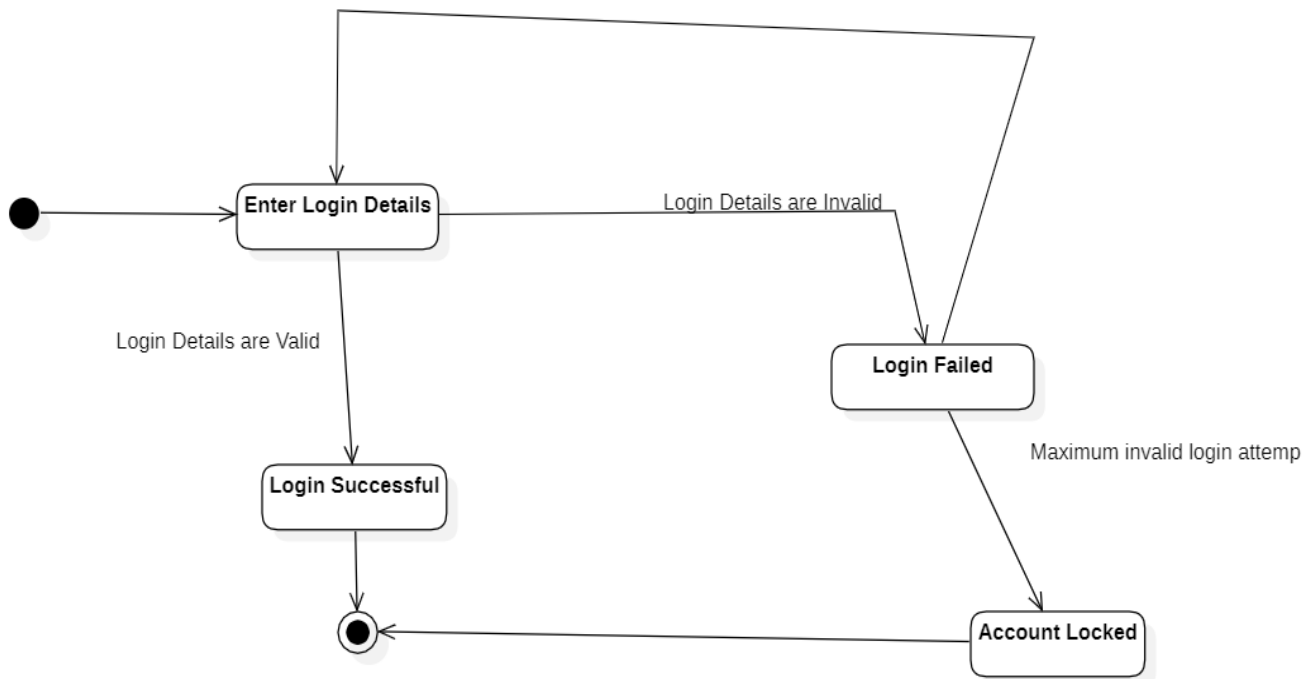 Enter Login Details
Login Details are Invalid
Login Details are Valid
Login Failed
Maximum invalid login attemp
Login Successful
Account Locked